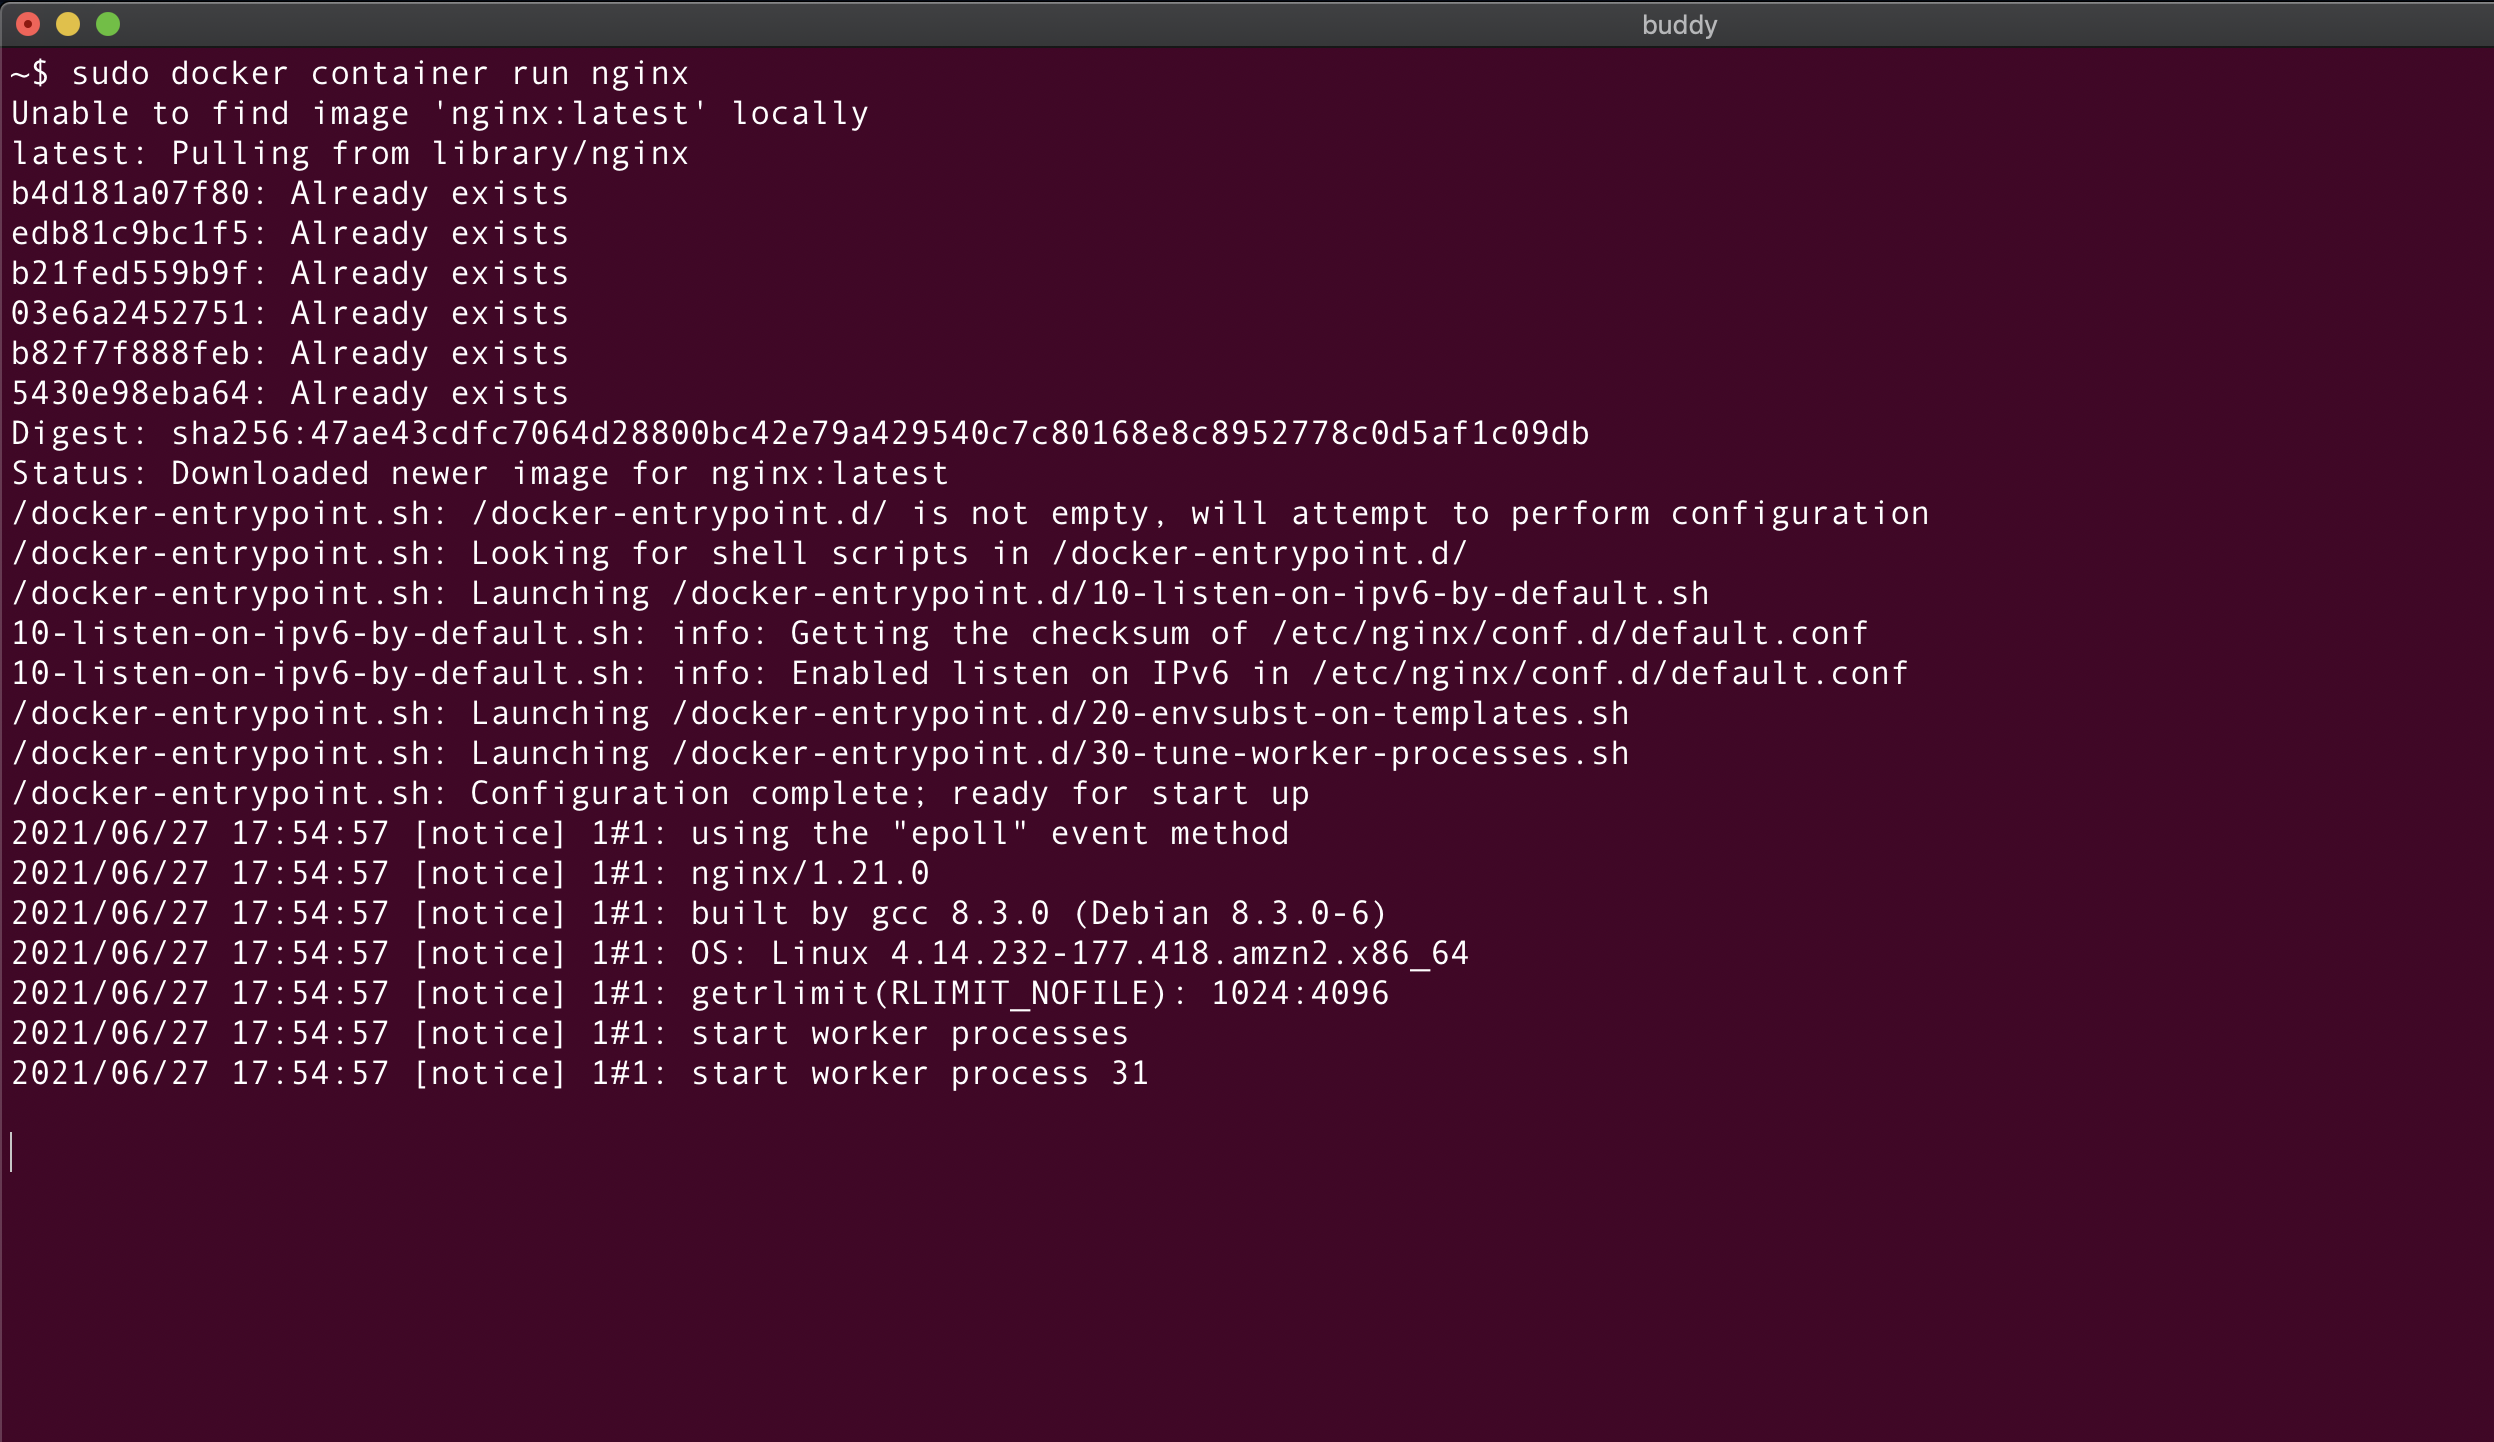 buddy
~$ sudo docker container run nginx
Unable to find image 'nginx:latest' locally
latest: Pulling from library/nginx
b4d181a07f80: Already exists
edb81c9bc1f5: Already exists
b21fed559b9f: Already exists
03e6a2452751: Already exists
b82f7f888feb: Already exists
5430e98eba64: Already exists
Digest: sha256:47ae43cdfc7064d28800bc42e79a429540c7c80168e8c8952778c0d5af1c09db
Status: Downloaded newer image for nginx:latest
/docker-entrypoint.sh: /docker-entrypoint.d/ is not empty, will attempt to perform configuration
/docker-entrypoint.sh: Looking for shell scripts in /docker-entrypoint.d/
/docker-entrypoint.sh: Launching /docker-entrypoint.d/10-listen-on-ipv6-by-default.sh
10-listen-on-ipv6-by-default.sh: info: Getting the checksum of /etc/nginx/conf.d/default.conf
10-listen-on-ipv6-by-default.sh: info: Enabled listen on IPv6 in /etc/nginx/conf.d/default.conf
/docker-entrypoint.sh: Launching /docker-entrypoint.d/20-envsubst-on-templates.sh
/docker-entrypoint.sh: Launching /docker-entrypoint.d/30-tune-worker-processes.sh
/docker-entrypoint.sh: Configuration complete; ready for start up
2021/06/27 17:54:57 [notice] 1#1: using the "epoll" event method
2021/06/27 17:54:57 [notice] 1#1: nginx/1.21.0
2021/06/27 17:54:57 [notice] 1#1: built by gcc 8.3.0 (Debian 8.3.0-6)
2021/06/27 17:54:57 [notice] 1#1: OS: Linux 4.14.232-177.418.amzn2.x86_64
2021/06/27 17:54:57 [notice] 1#1: getrlimit(RLIMIT_NOFILE): 1024:4096
2021/06/27 17:54:57 [notice] 1#1: start worker processes
2021/06/27 17:54:57 [notice] 1#1: start worker process 31